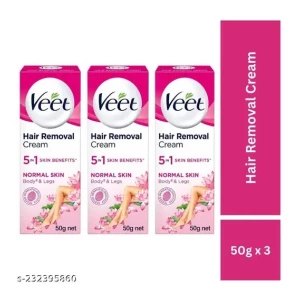 Veet
Hair Removal
Cream
5in1 SKIN BENEFITS*
NORMAL SKIN
Body & Legs
50g net
Veet
Hair Removal
Cream
5in1 SKIN BENEFITS*
NORMAL SKIN
Body & Legs
50g net
Veet
Hair Removal
Cream
5in1 SKIN BENEFITS*
NORMAL SKIN
Body & Legs
50g net
Hair Removal Cream
50g x 3
s-232395860